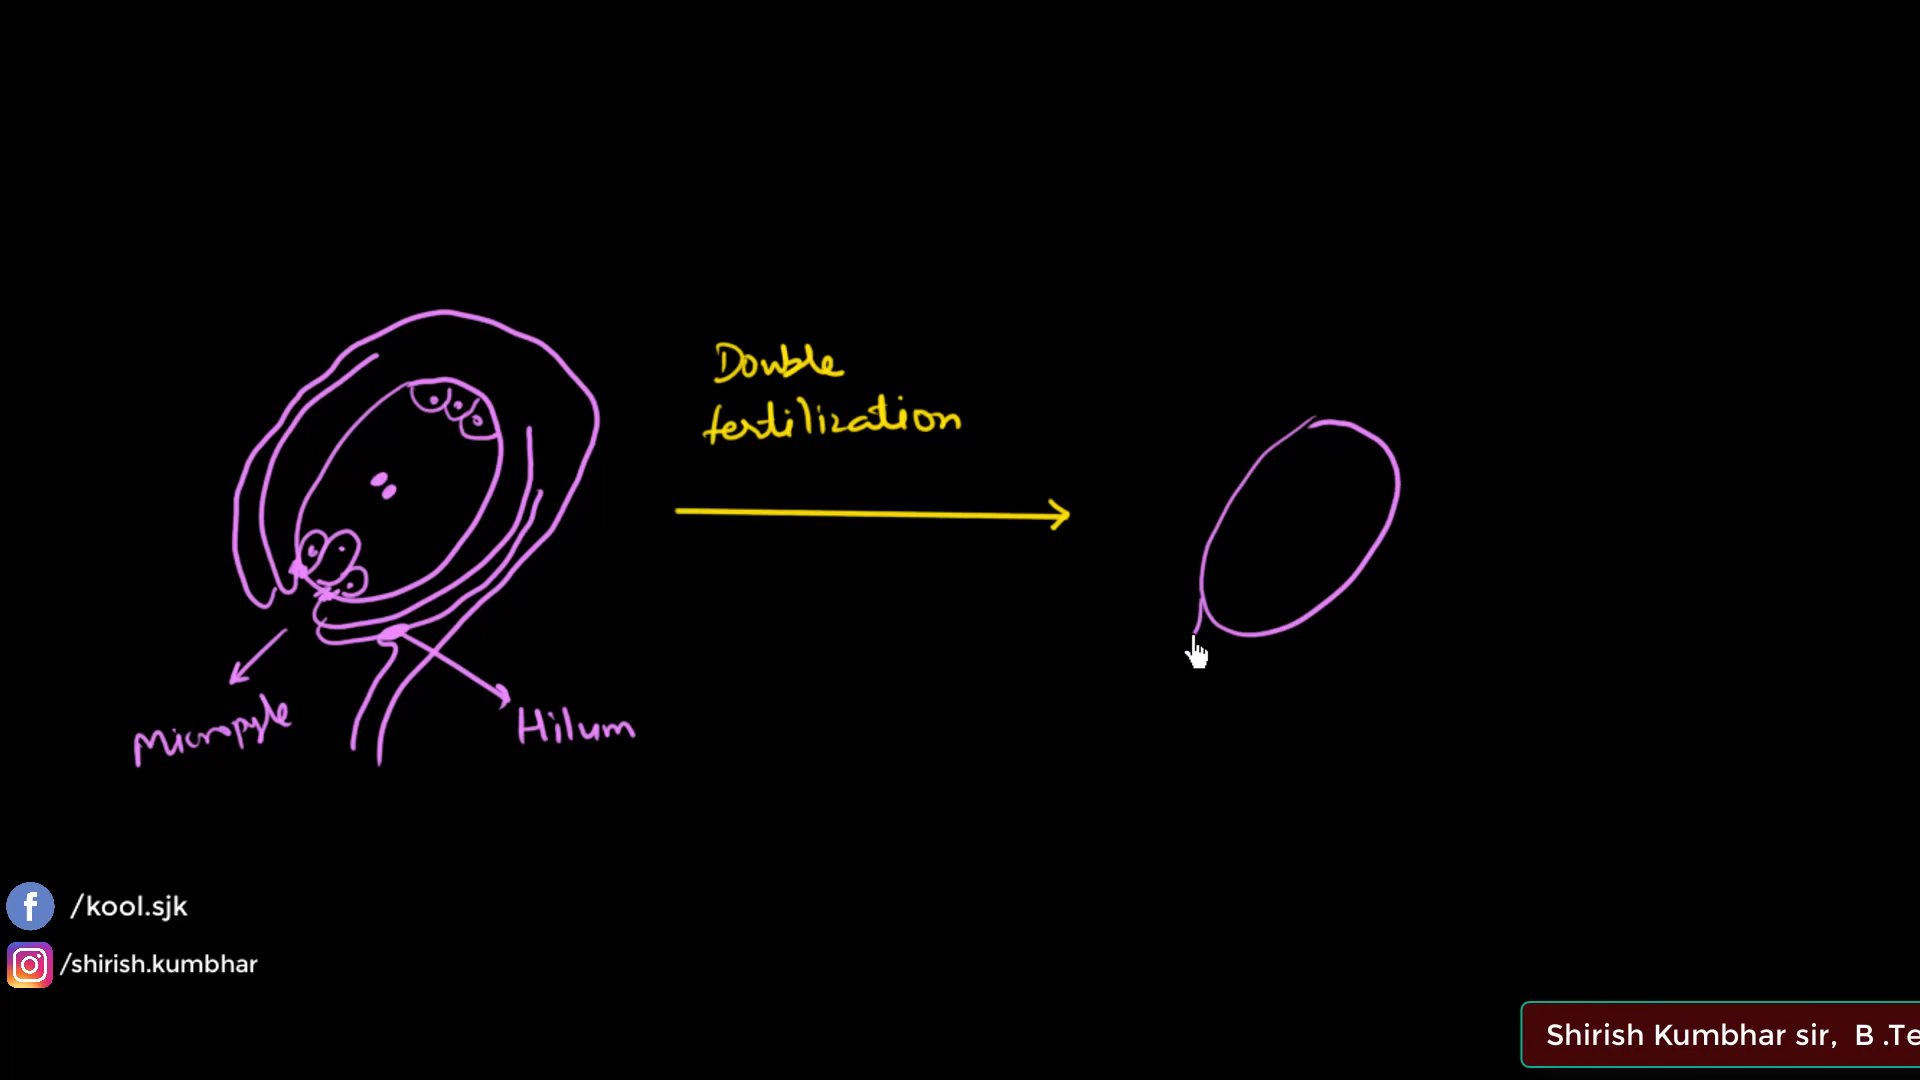 Double
fertilization
Micropyle
Hilum
/kool.sjk
/shirish.kumbhar
Shirish Kumbhar sir, B .Te